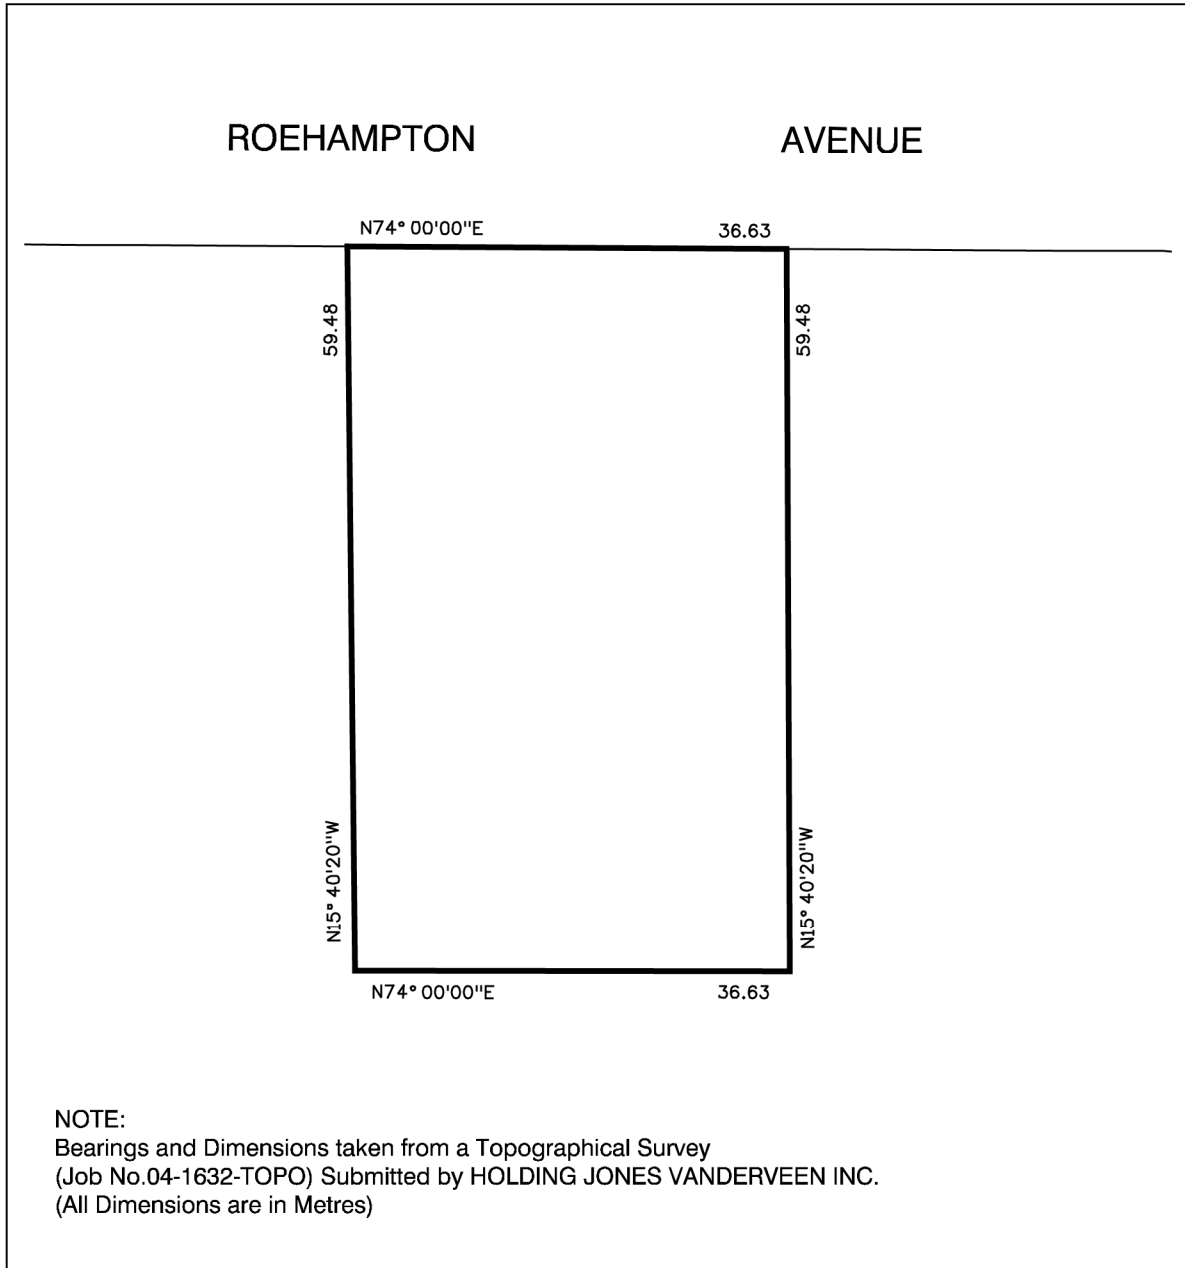 ROEHAMPTON AVENUE
N74° 00'00"E 36.63
59.48 59.48
N15° 40'20"W N15° 40'20"W
N74° 00'00"E 36.63
NOTE:
Bearings and Dimensions taken from a Topographical Survey
(Job No.04-1632-TOPO) Submitted by HOLDING JONES VANDERVEEN INC.
(All Dimensions are in Metres)